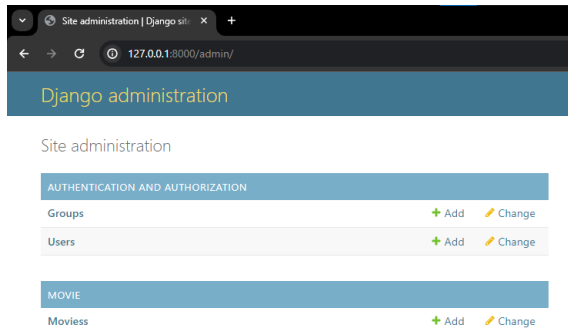 Site administration | Django site
127.0.0.1:8000/admin/
Django administration
Site administration
AUTHENTICATION AND AUTHORIZATION
Groups Add Change
Users Add Change
MOVIE
Moviess Add Change